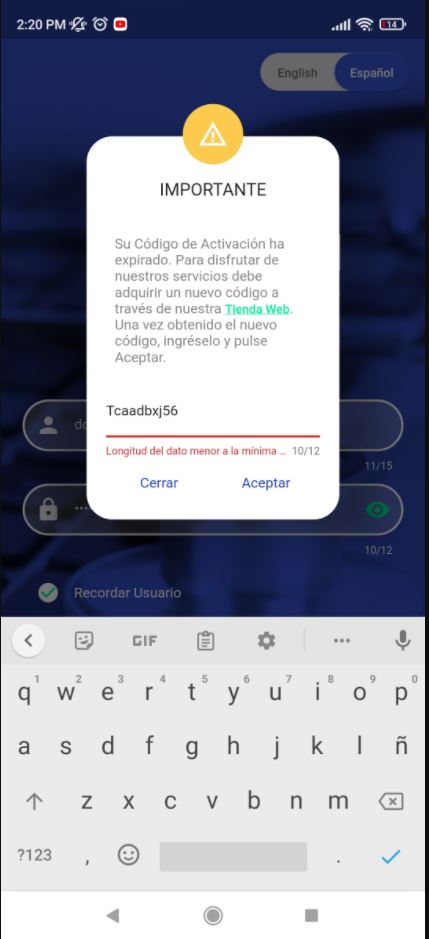 2:20 PM
14
English Español
IMPORTANTE
Su Código de Activación ha
expirado. Para disfrutar de
nuestros servicios debe
adquirir un nuevo código a
través de nuestra Tienda Web.
Una vez obtenido el nuevo
código, ingréselo y pulse
Aceptar.
Tcaadbxj56
Longitud del dato menor a la mínima ... 10/12
Cerrar Aceptar
11/15
10/12
Recordar Usuario
GIF
1 2 3 4 5 6 7 8 9 0
q w e r t y u i o p
a s d f g h j k l ñ
z x c v b n m
?123 , .